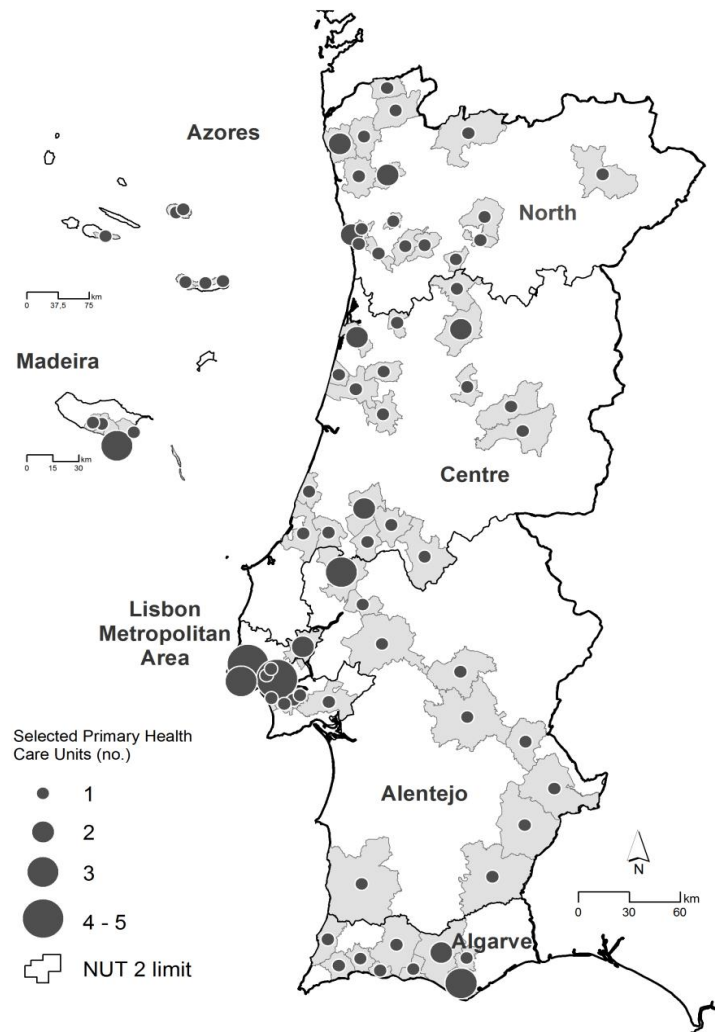 Azores
North
0 37,5 75 km
Madeira
0 15 30 km
Centre
Lisbon
Metropolitan
Area
Selected Primary Health
Care Units (no.)
1
2
3
4 - 5
NUT 2 limit
Alentejo
N
km
0 30 60
Algarve